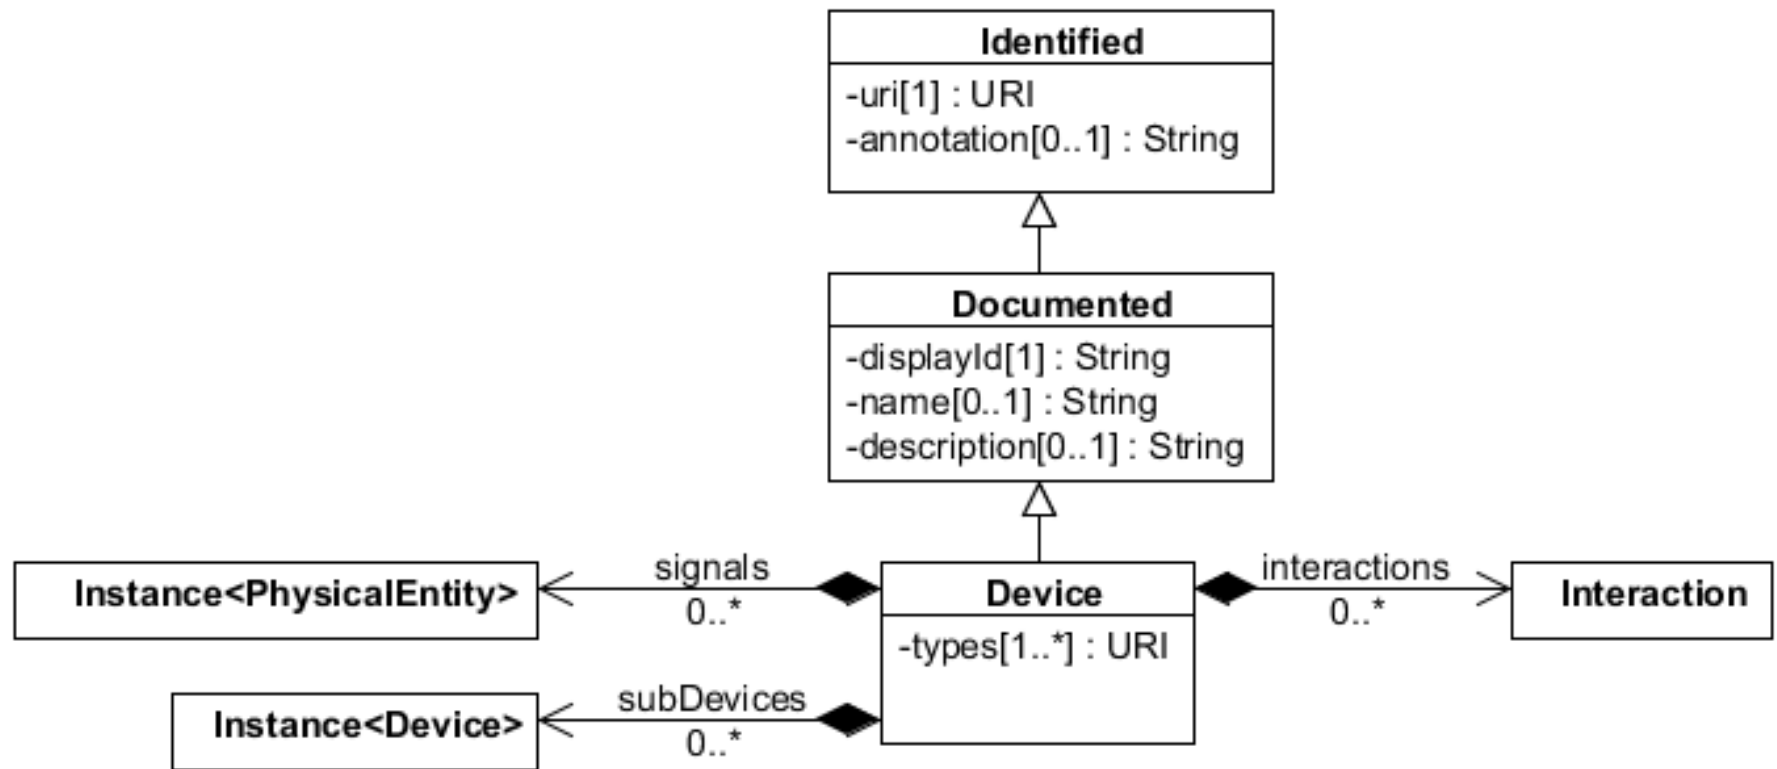 Identified
-uri[1] : URI
-annotation[0..1] : String
Documented
-displayId[1] : String
-name[0..1] : String
-description[0..1] : String
Instance<PhysicalEntity>
signals
0..*
Device
-types[1..*] : URI
interactions
0..*
Interaction
Instance<Device>
subDevices
0..*